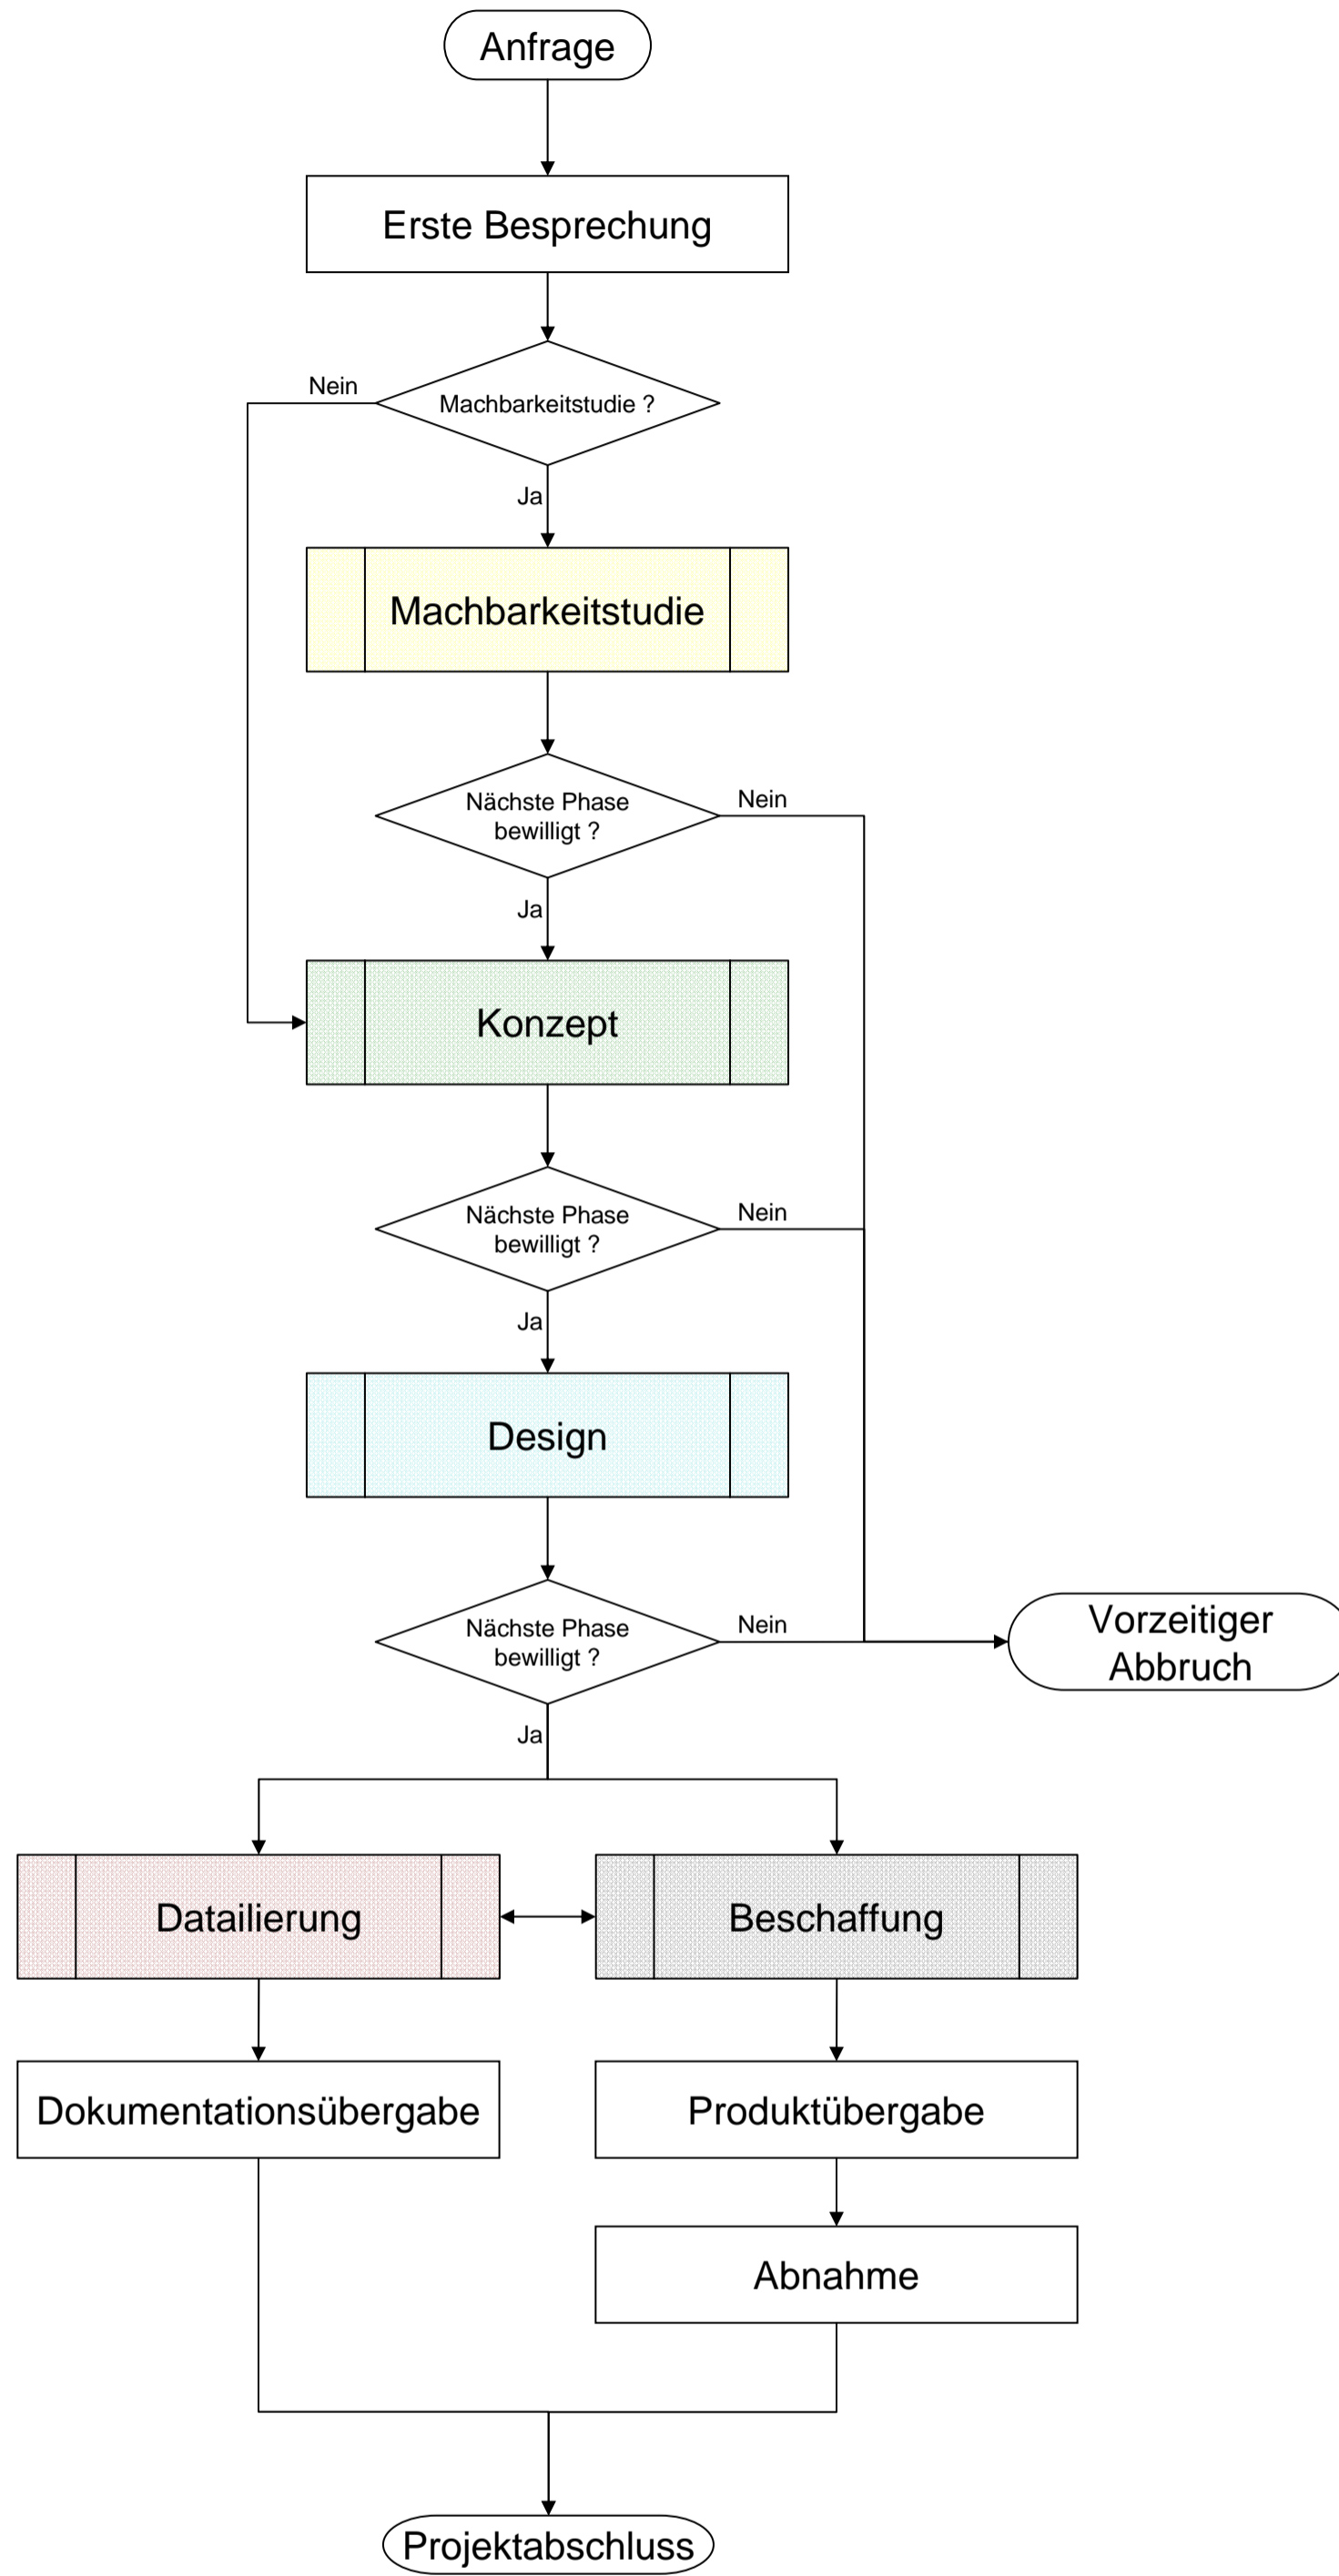 Anfrage
Erste Besprechung
Nein
Machbarkeitstudie ?
Ja
Machbarkeitstudie
Nächste Phase
bewilligt ?
Nein
Ja
Konzept
Nächste Phase
bewilligt ?
Nein
Ja
Design
Nächste Phase
bewilligt ?
Nein
Vorzeitiger
Abbruch
Ja
Datailierung
Beschaffung
Dokumentationsübergabe
Produktübergabe
Abnahme
Projektabschluss